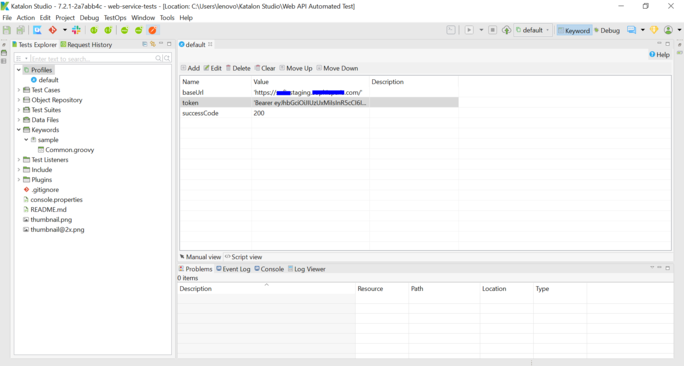 Katalon Studio - 7.2.1-2a7abb4c - web-service-tests - [Location: C:\Users\lenovo\Katalon Studio\Web API Automated Test]
File Action Edit Project Debug TestOps Window Tools Help
default Keyword Debug
Tests Explorer Request History
default
Help
Enter text to search...
Add Edit Delete Clear Move Up Move Down
Profiles
default
Test Cases
Object Repository
Test Suites
Data Files
Keywords
sample
Common.groovy
Test Listeners
Include
Plugins
.gitignore
console.properties
README.md
thumbnail.png
thumbnail@2x.png
Name Value Description
baseUrl 'https:// staging. .com/'
token
successCode 200
Manual view Script view
Problems Event Log Console Log Viewer
0 items
Description Resource Path Location Type